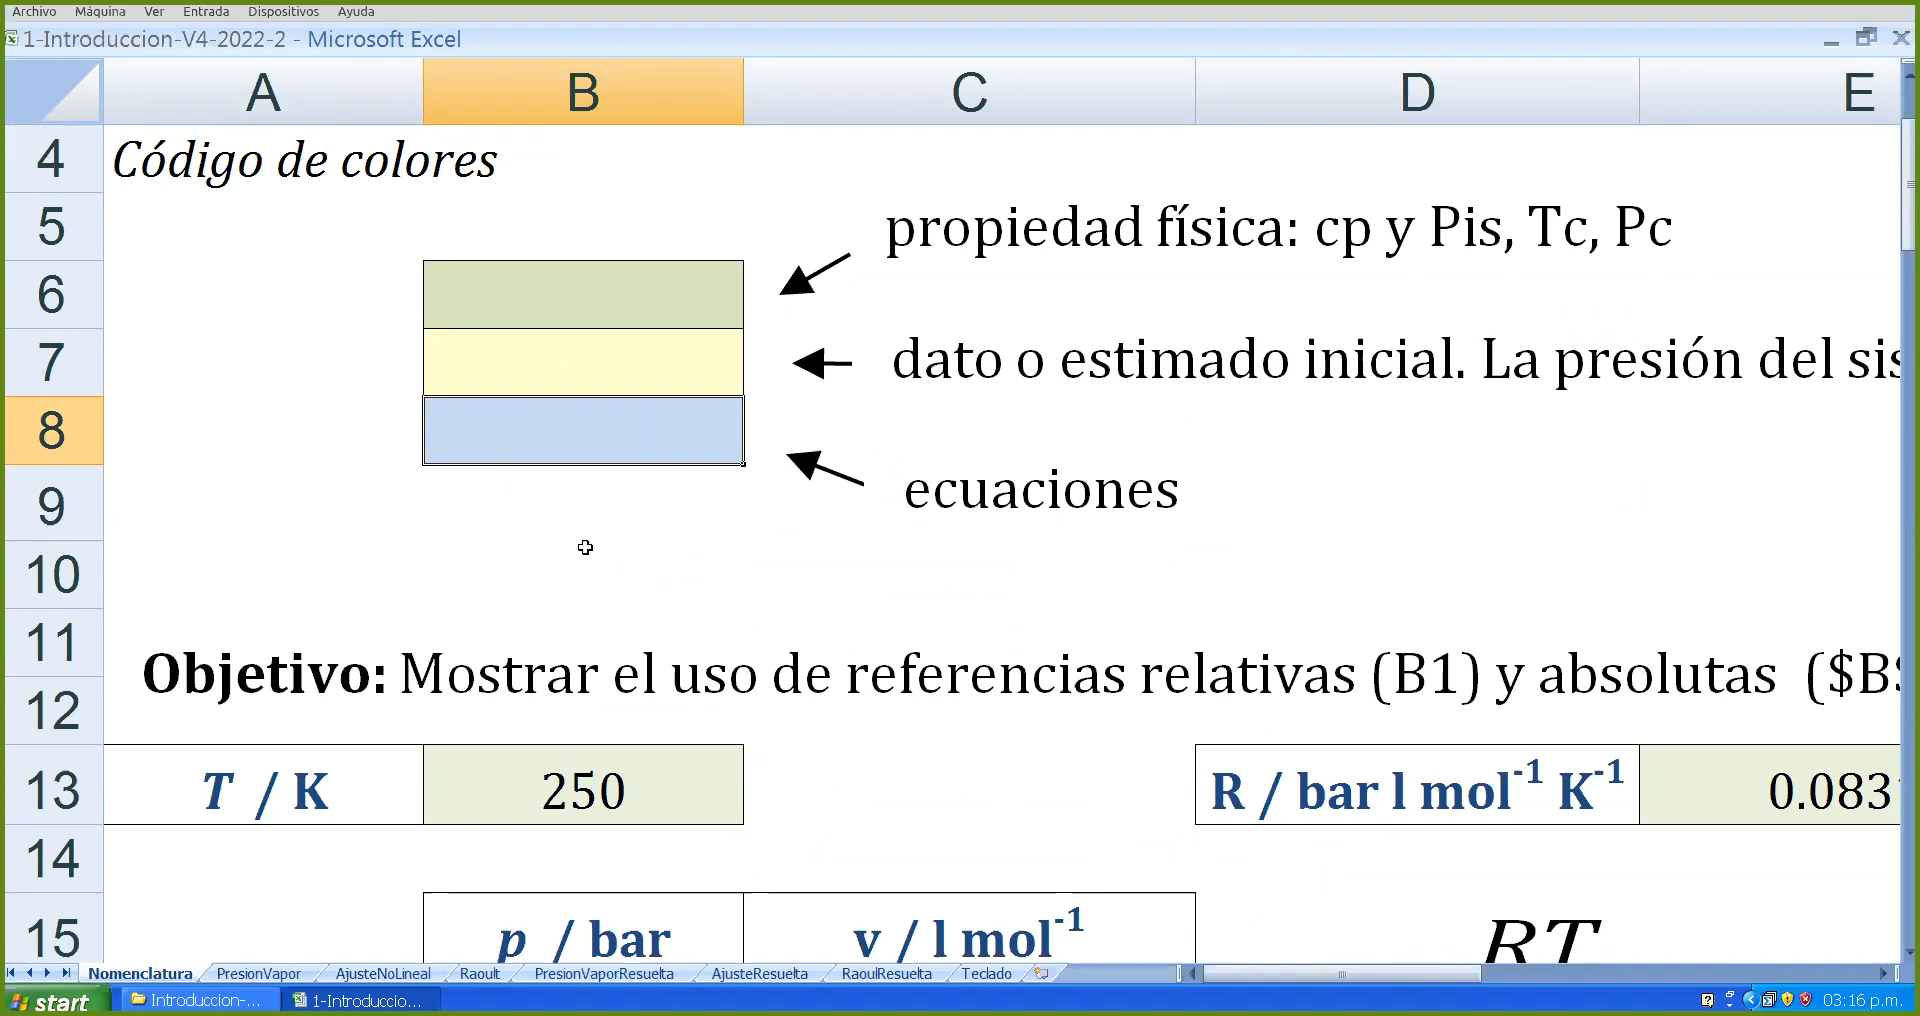 Archivo Máquina Ver Entrada Dispositivos Ayuda
1-Introduccion-V4-2022-2 - Microsoft Excel
A B C D E
4 Código de colores
5 propiedad física: cp y Pis, Tc, Pc
6
7 dato o estimado inicial. La presión del sis
8
9 ecuaciones
10
11
Objetivo: Mostrar el uso de referencias relativas (B1) y absolutas ($B$
12
13 T / K 250 R / bar l mol-1 K-1 0.083
14
15 p / bar v / l mol-1 RT
Nomenclatura PresionVapor AjusteNoLineal Raoult PresionVaporResuelta AjusteResuelta RaoulResuelta Teclado
start Introduccion-... 1-Introduccio... 03:16 p.m.